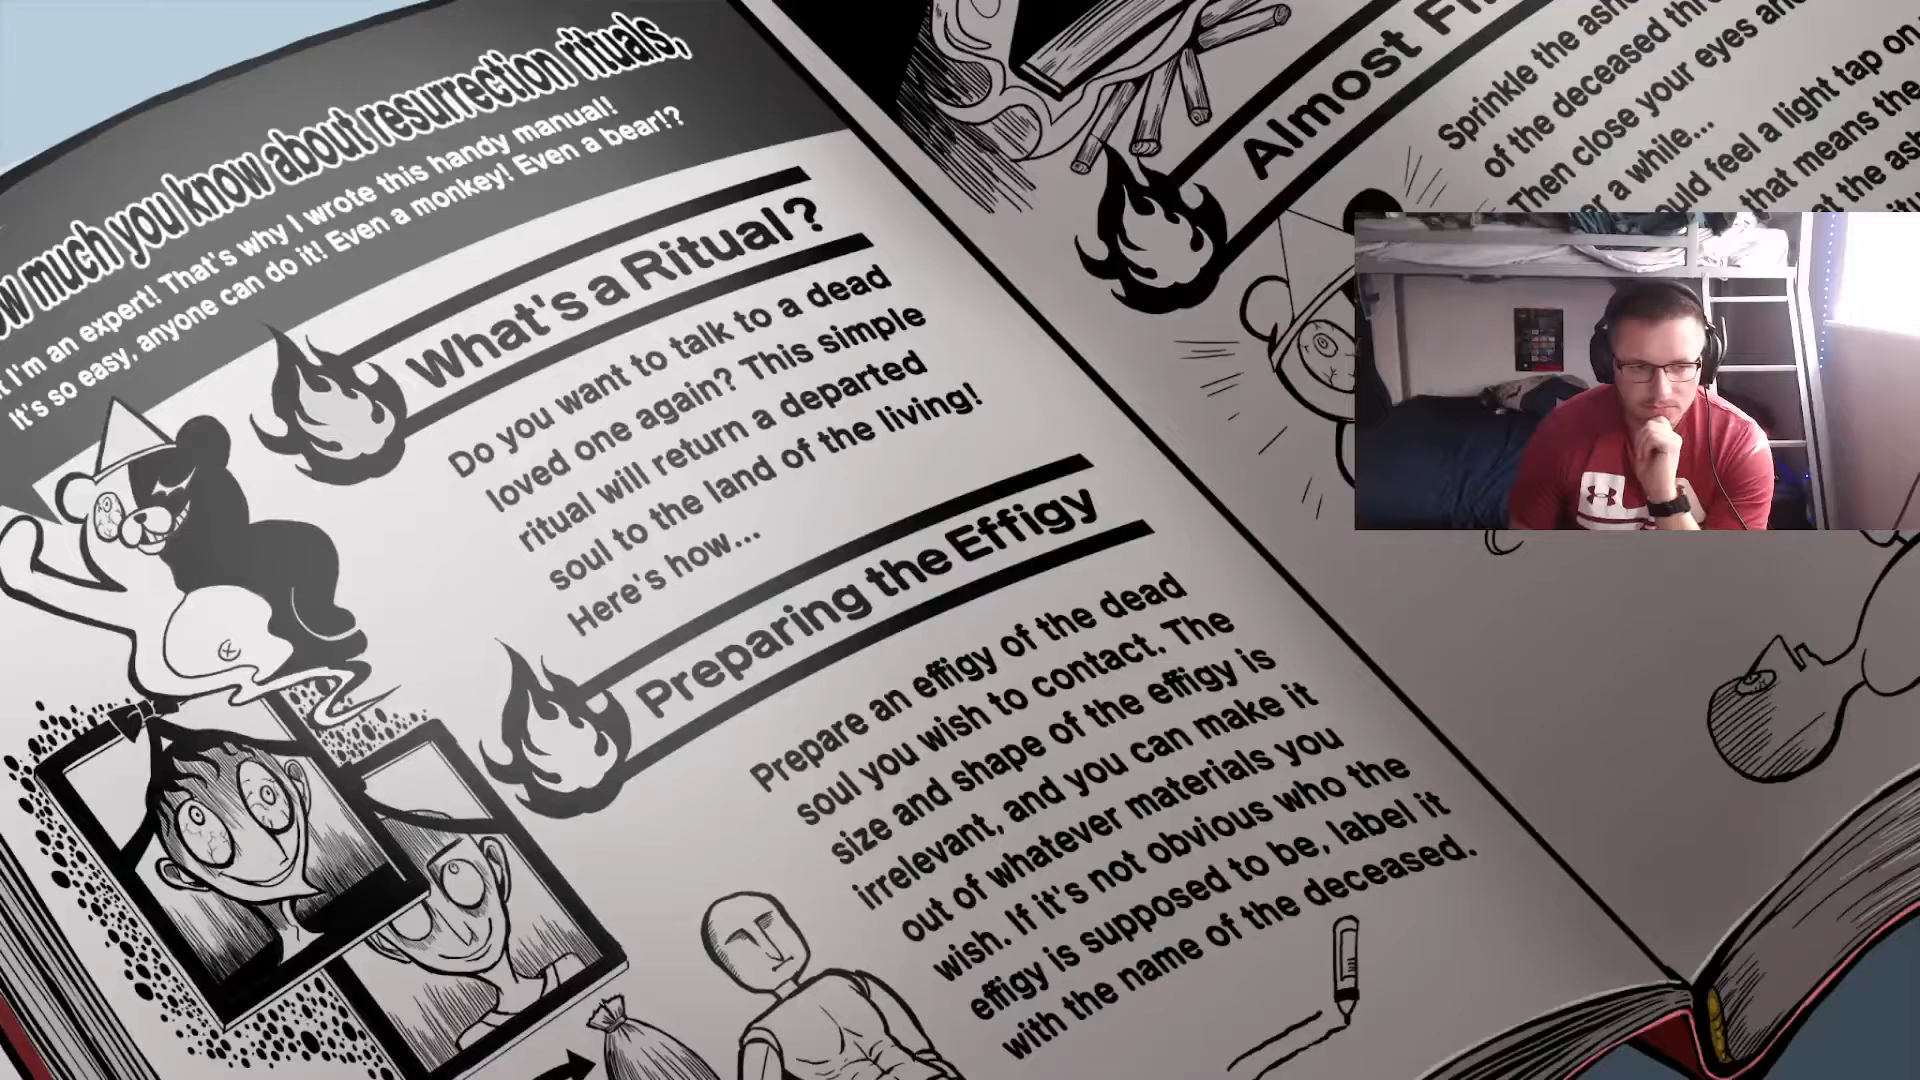 ow much you know about resurrection rituals,
t I'm an expert! That's why I wrote this handy manual!
It's so easy, anyone can do it! Even a monkey! Even a bear!?
What's a Ritual?
Do you want to talk to a dead
loved one again? This simple
ritual will return a departed
soul to the land of the living!
Here's how...
Preparing the Effigy
Prepare an effigy of the dead
soul you wish to contact. The
size and shape of the effigy is
irrelevant, and you can make it
out of whatever materials you
wish. If it's not obvious who the
effigy is supposed to be, label it
with the name of the deceased.
Almost Fi
Sprinkle the ash
of the deceased thr
Then close your eyes an
er a while...
ould feel a light tap on
that means the
t the ash